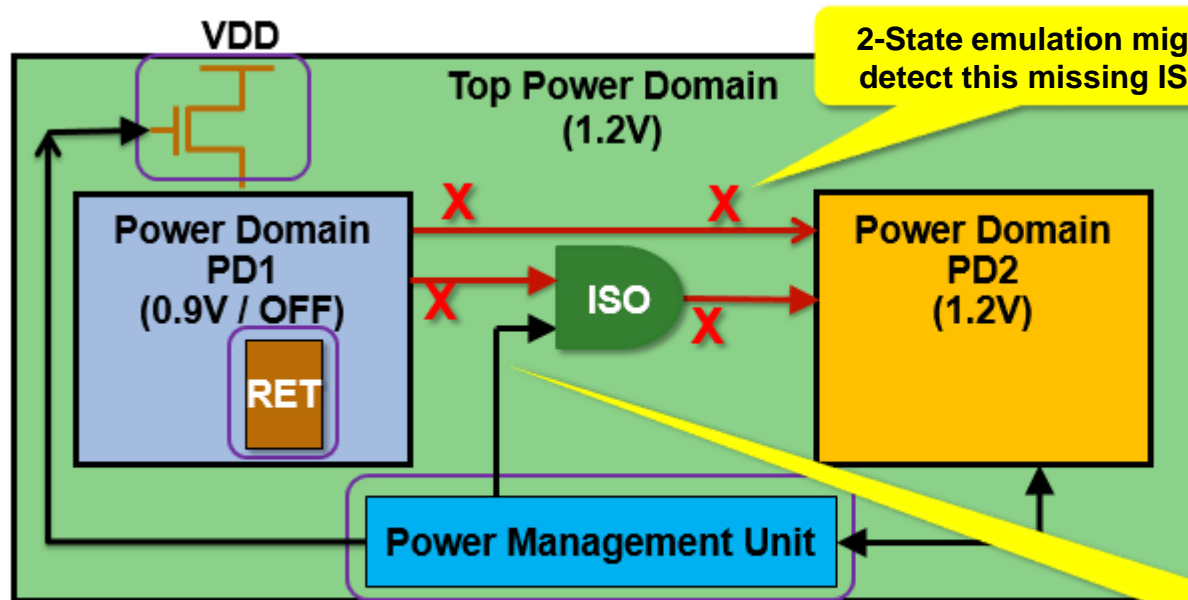 VDD
2-State emulation mig
detect this missing IS
Top Power Domain
(1.2V)
X
X
Power Domain
PD1
(0.9V / OFF)
X
ISO
X
Power Domain
PD2
(1.2V)
RET
Power Management Unit